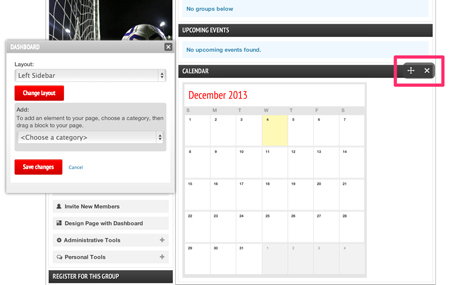 No groups below
UPCOMING EVENTS
No upcoming events found.
DASHBOARD
Layout:
Left Sidebar
Change layout
Add:
To add an element to your page, choose a category, then
drag a block to your page.
<Choose a category>
Save changes
Cancel
Invite New Members
Design Page with Dashboard
Administrative Tools
Personal Tools
REGISTER FOR THIS GROUP
CALENDAR
December 2013
S M T W T F S
1 2 3 4 5 6 7
8 9 10 11 12 13 14
15 16 17 18 19 20 21
22 23 24 25 26 27 28
29 30 31 1 2 3 4